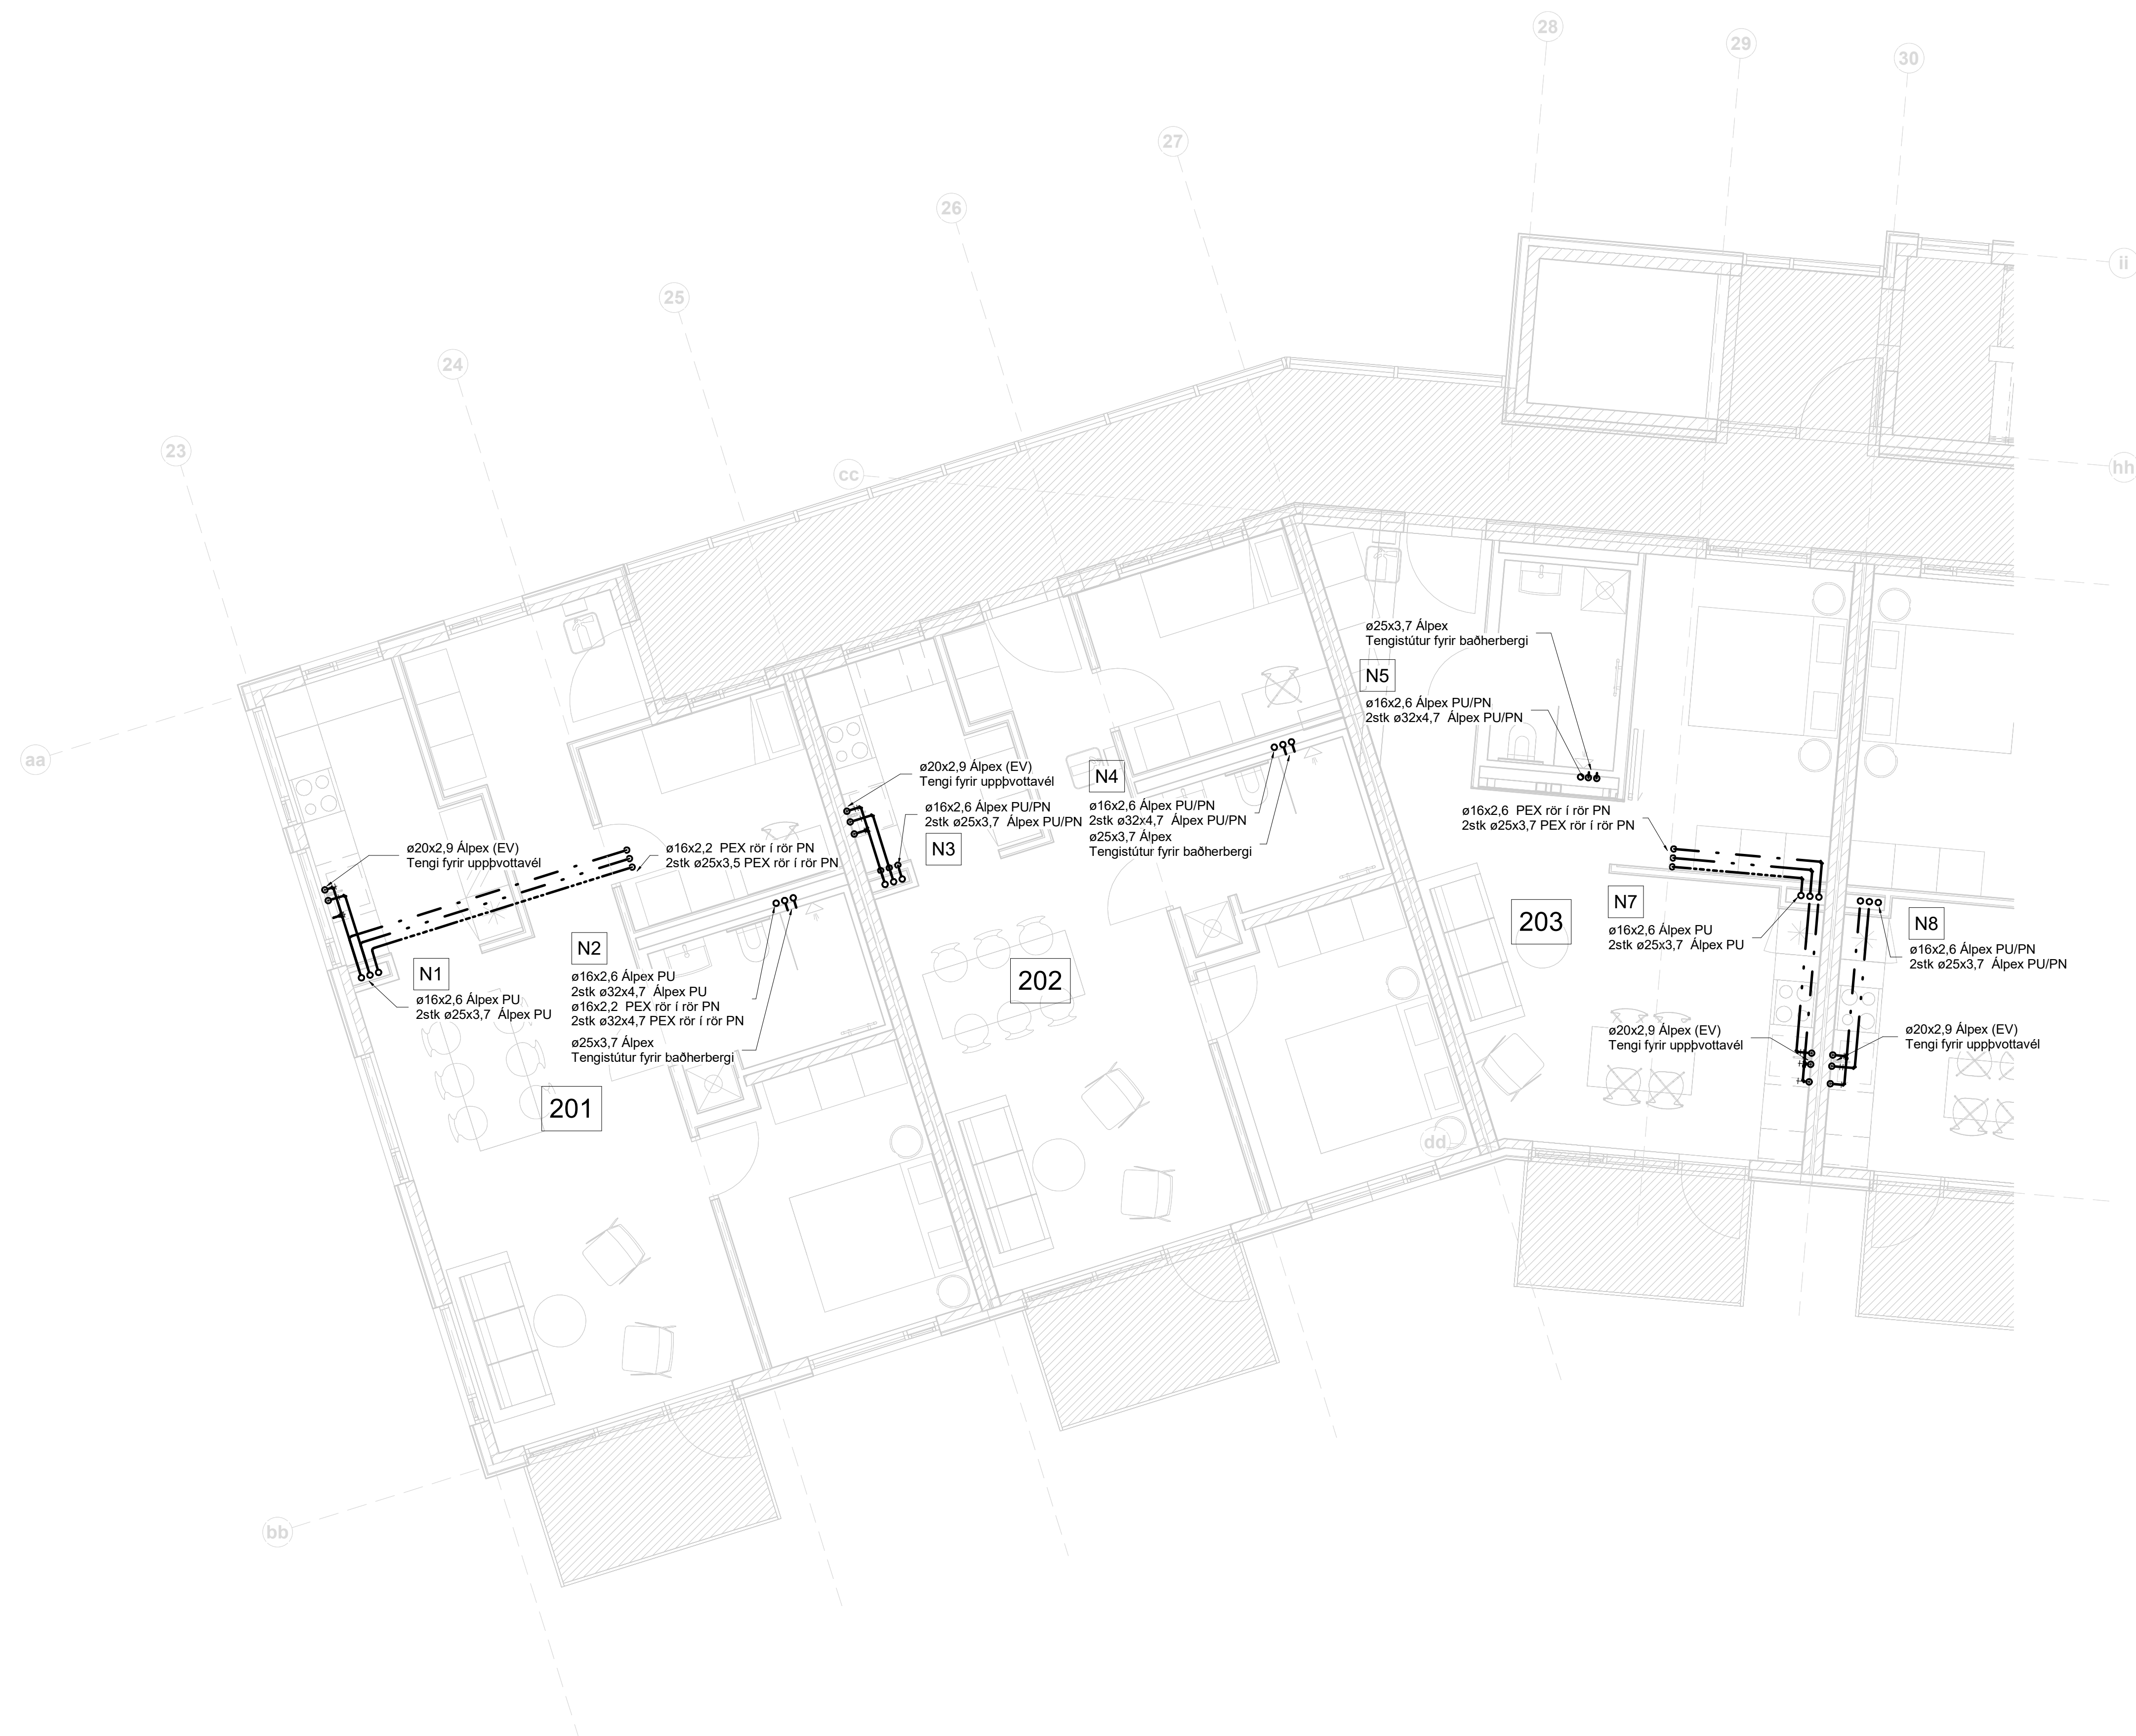 28
29
30
27
26
25
24
23
ii
hh
cc
aa
bb
dd
ø25x3,7 Álpex
Tengistútur fyrir baðherbergi
N5
ø16x2,6 Álpex PU/PN
2stk ø32x4,7 Álpex PU/PN
ø20x2,9 Álpex (EV)
Tengi fyrir uppþvottavél
ø16x2,6 Álpex PU/PN
2stk ø25x3,7 Álpex PU/PN
N3
N4
ø16x2,6 Álpex PU/PN
2stk ø32x4,7 Álpex PU/PN
ø25x3,7 Álpex
Tengistútur fyrir baðherbergi
ø16x2,6 PEX rör í rör PN
2stk ø25x3,7 PEX rör í rör PN
ø20x2,9 Álpex (EV)
Tengi fyrir uppþvottavél
ø16x2,2 PEX rör í rör PN
2stk ø25x3,5 PEX rör í rör PN
N7
ø16x2,6 Álpex PU
2stk ø25x3,7 Álpex PU
203
N8
ø16x2,6 Álpex PU/PN
2stk ø25x3,7 Álpex PU/PN
N1
ø16x2,6 Álpex PU
2stk ø25x3,7 Álpex PU
N2
ø16x2,6 Álpex PU
2stk ø32x4,7 Álpex PU
ø16x2,2 PEX rör í rör PN
2stk ø32x4,7 PEX rör í rör PN
ø25x3,7 Álpex
Tengistútur fyrir baðherbergi
202
ø20x2,9 Álpex (EV)
Tengi fyrir uppþvottavél
ø20x2,9 Álpex (EV)
Tengi fyrir uppþvottavél
201